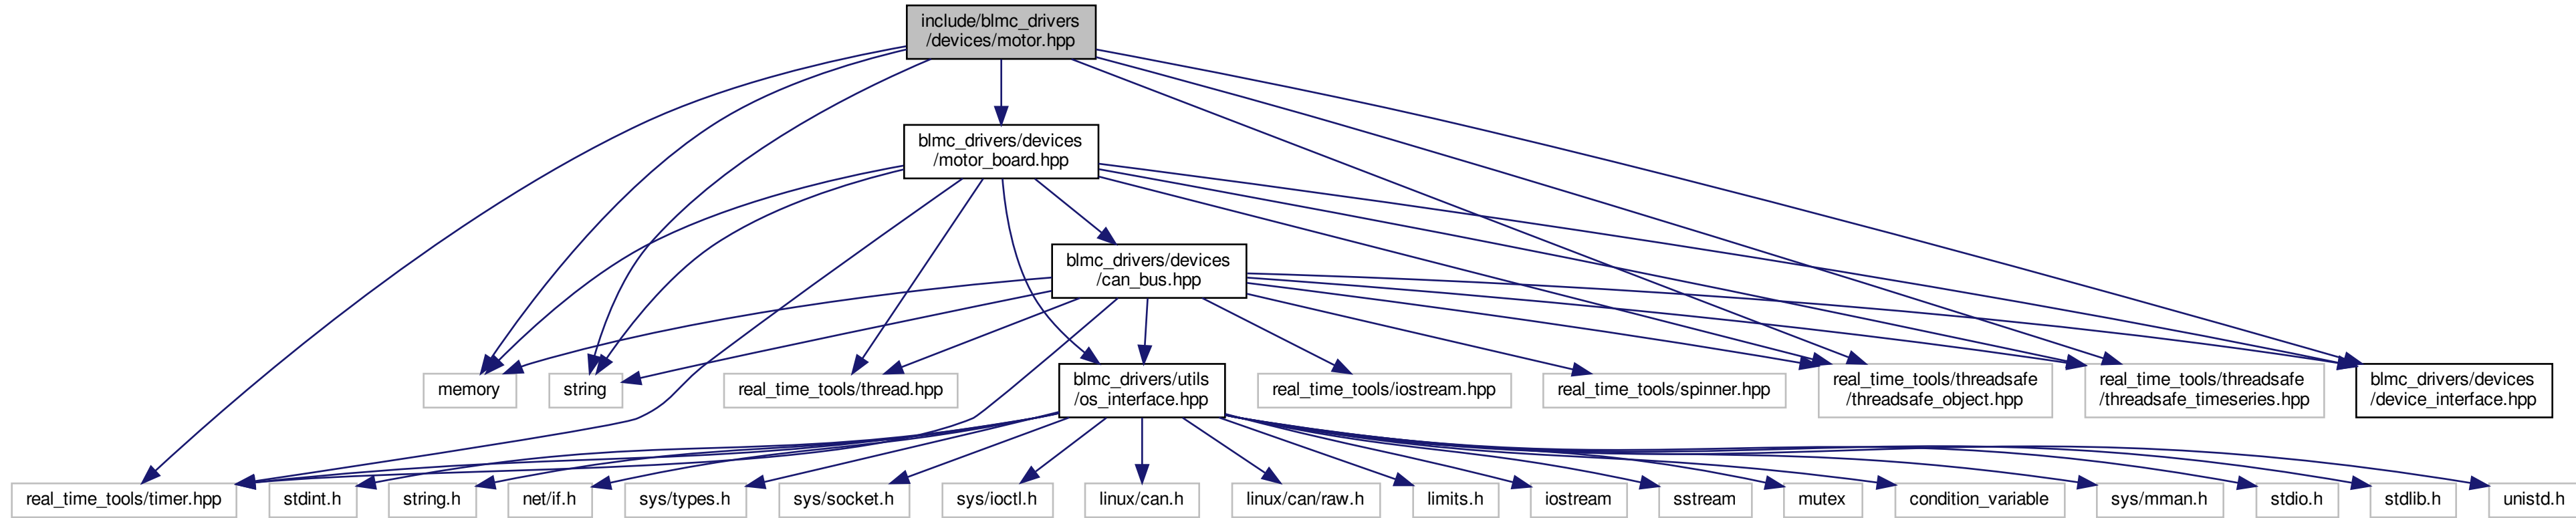 include/blmc_drivers
/devices/motor.hpp
blmc_drivers/devices
/motor_board.hpp
blmc_drivers/devices
/can_bus.hpp
memory
string
real_time_tools/thread.hpp
blmc_drivers/utils
/os_interface.hpp
real_time_tools/iostream.hpp
real_time_tools/spinner.hpp
real_time_tools/threadsafe
/threadsafe_object.hpp
real_time_tools/threadsafe
/threadsafe_timeseries.hpp
blmc_drivers/devices
/device_interface.hpp
real_time_tools/timer.hpp
stdint.h
string.h
net/if.h
sys/types.h
sys/socket.h
sys/ioctl.h
linux/can.h
linux/can/raw.h
limits.h
iostream
sstream
mutex
condition_variable
sys/mman.h
stdio.h
stdlib.h
unistd.h